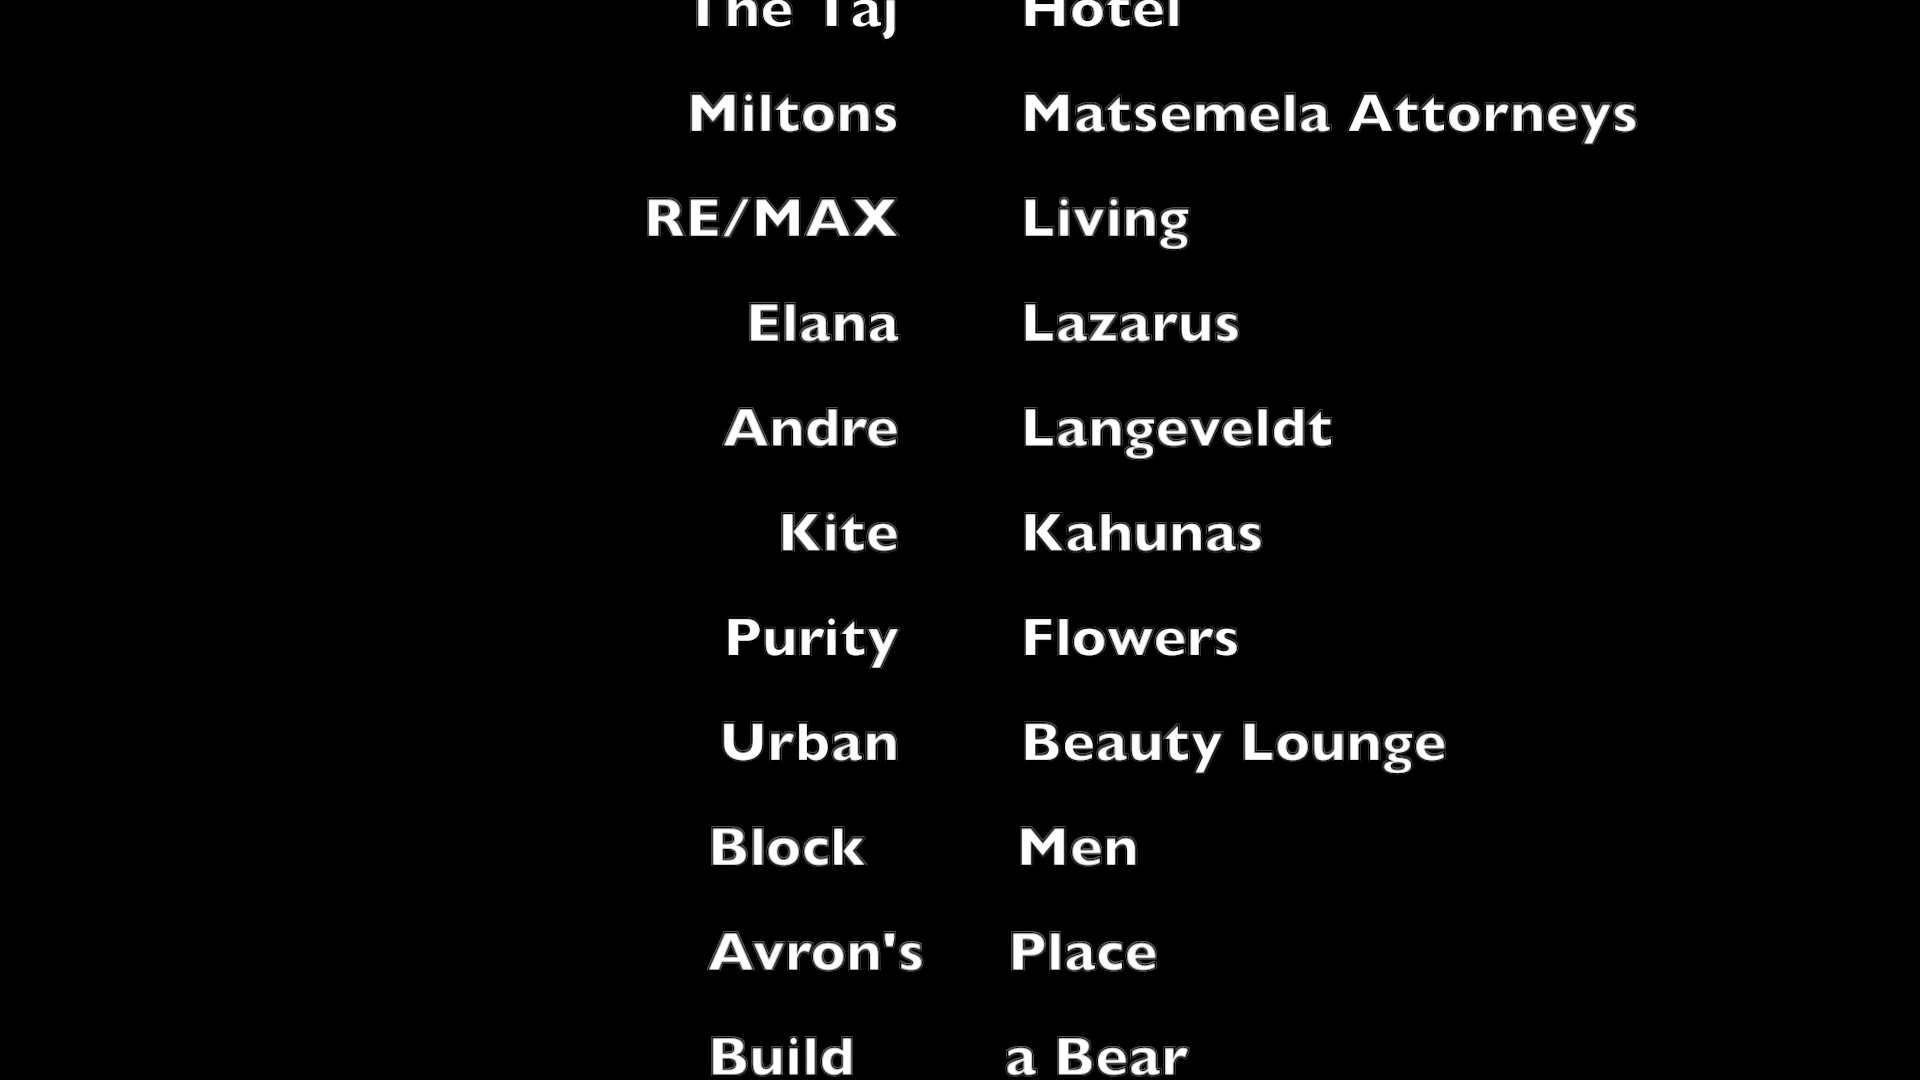 The Taj Hotel
Miltons Matsemela Attorneys
RE/MAX Living
Elana Lazarus
Andre Langeveldt
Kite Kahunas
Purity Flowers
Urban Beauty Lounge
Block Men
Avron's Place
Build a Bear